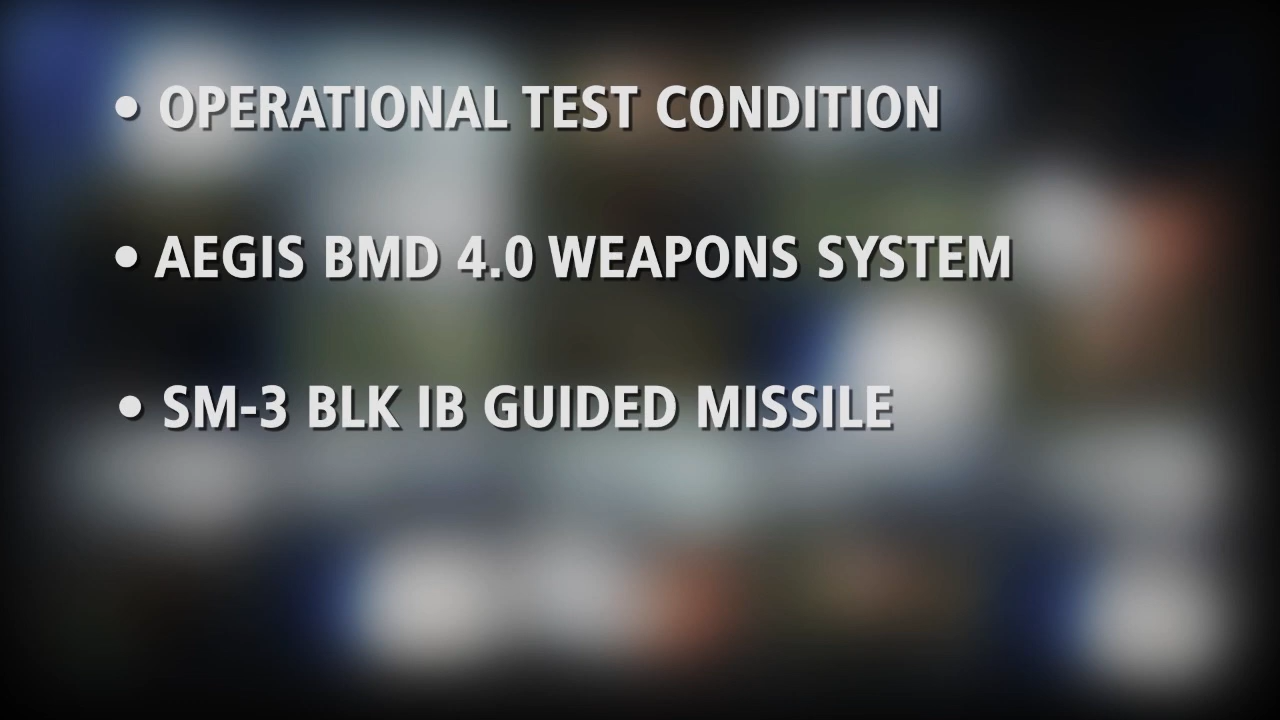 • OPERATIONAL TEST CONDITION
• AEGIS BMD 4.0 WEAPONS SYSTEM
• SM-3 BLK IB GUIDED MISSILE